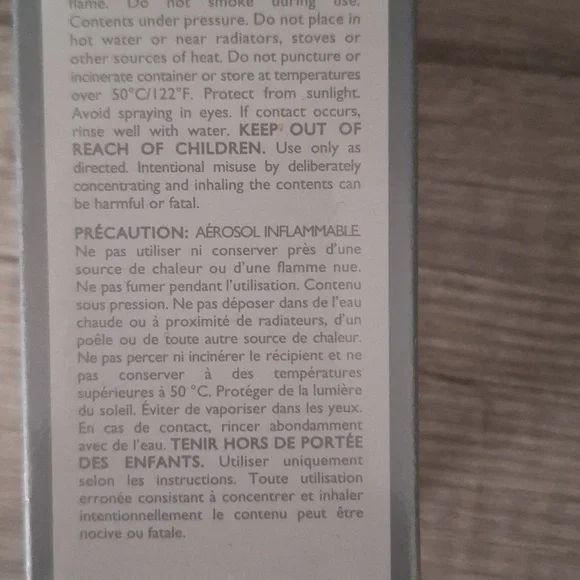 flame. Do not smoke during use.
Contents under pressure. Do not place in
hot water or near radiators, stoves or
other sources of heat. Do not puncture or
incinerate container or store at temperatures
over 50°C/122°F. Protect from sunlight.
Avoid spraying in eyes. If contact occurs,
rinse well with water. KEEP OUT OF
REACH OF CHILDREN. Use only as
directed. Intentional misuse by deliberately
concentrating and inhaling the contents can
be harmful or fatal.
PRÉCAUTION: AÉROSOL INFLAMMABLE.
Ne pas utiliser ni conserver près d'une
source de chaleur ou d'une flamme nue.
Ne pas fumer pendant l'utilisation. Contenu
sous pression. Ne pas déposer dans de l'eau
chaude ou à proximité de radiateurs, d'un
poêle ou de toute autre source de chaleur.
Ne pas percer ni incinérer le récipient et ne
pas conserver à des températures
supérieures à 50 °C. Protéger de la lumière
du soleil. Éviter de vaporiser dans les yeux.
En cas de contact, rincer abondamment
avec de l'eau. TENIR HORS DE PORTÉE
DES ENFANTS. Utiliser uniquement
selon les instructions. Toute utilisation
erronée consistant à concentrer et inhaler
intentionnellement le contenu peut être
nocive ou fatale.